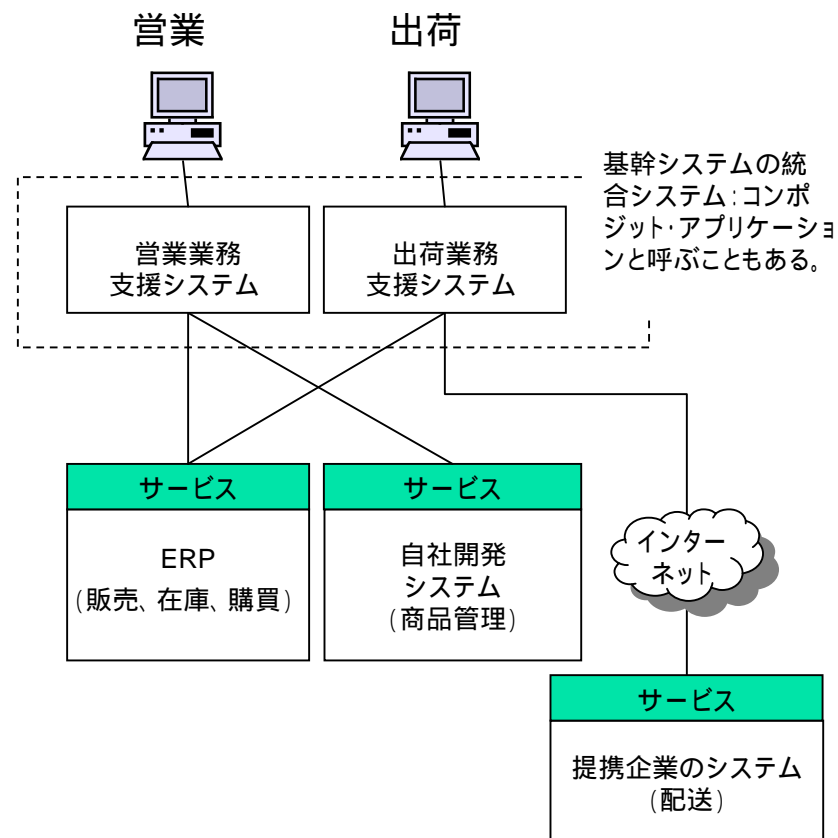 営業
出荷
基幹システムの統
合システム:コンポ
ジット・アプリケーショ
ンと呼ぶこともある。
営業業務
支援システム
出荷業務
支援システム
サービス
ERP
(販売、在庫、購買)
サービス
自社開発
システム
(商品管理)
インター
ネット
サービス
提携企業のシステム
(配送)